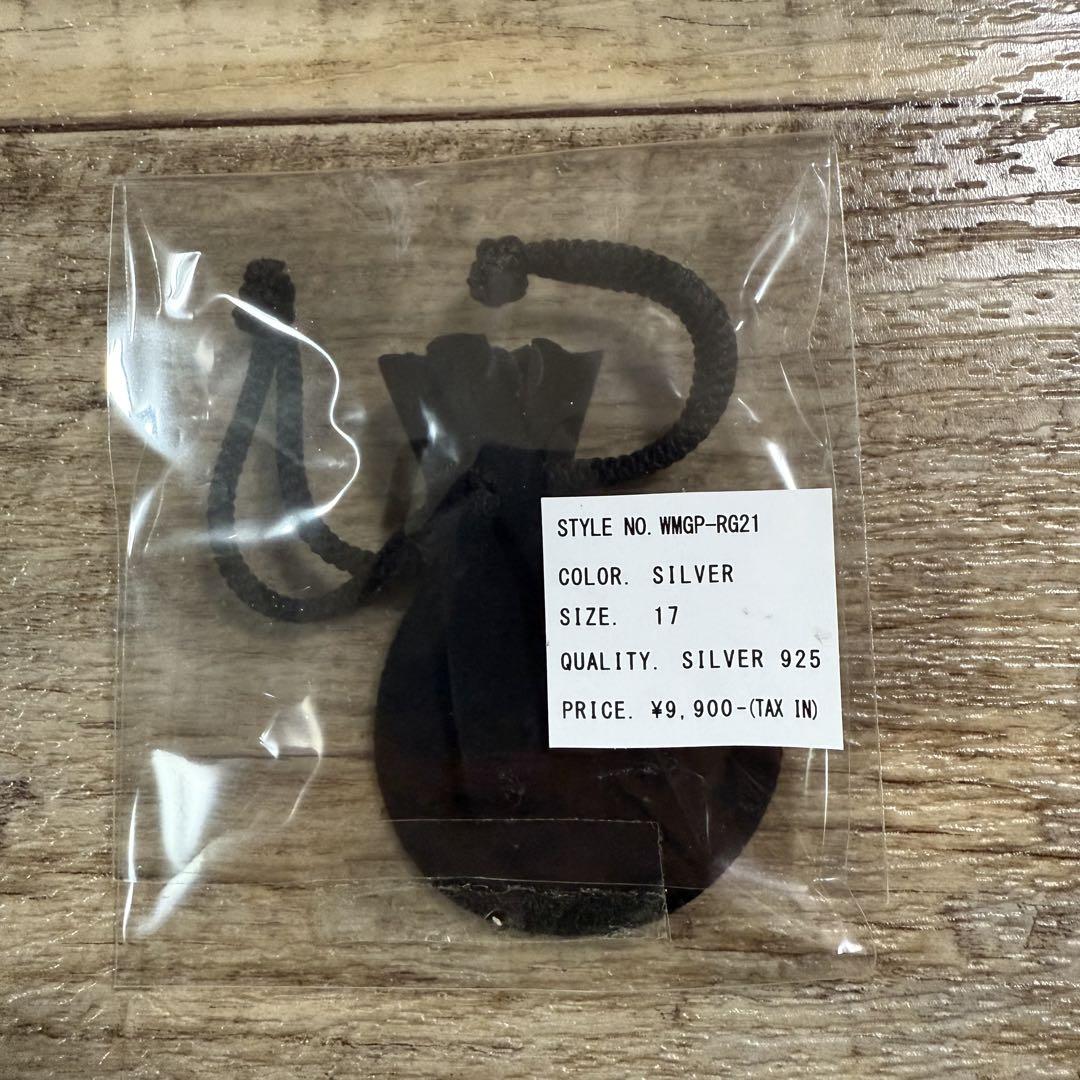 STYLE NO. WMGP-RG21
COLOR. SILVER
SIZE. 17
QUALITY. SILVER 925
PRICE. ¥9,900-(TAX IN)